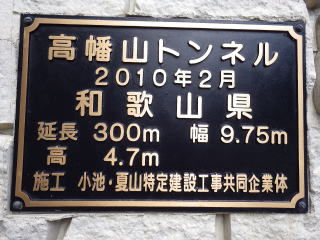 高幡山トンネル
2010年2月
和歌山県
延長 300m 幅 9.75m
高 4.7m
施工 小池・夏山特定建設工事共同企業体